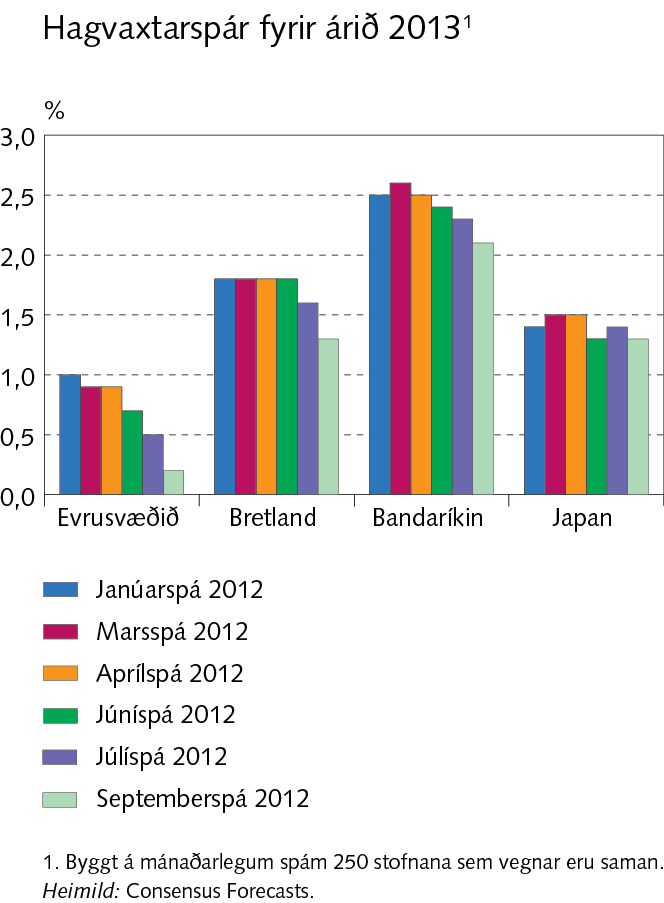 Hagvaxtarspár fyrir árið 2013¹
%
3,0
2,5
2,0
1,5
1,0
0,5
0,0
Evrusvæðið Bretland Bandaríkin Japan
Janúarspá 2012
Marsspá 2012
Aprílspá 2012
Júníspá 2012
Júlíspá 2012
Septemberspá 2012
1. Byggt á mánaðarlegum spám 250 stofnana sem vegnar eru saman.
Heimild: Consensus Forecasts.